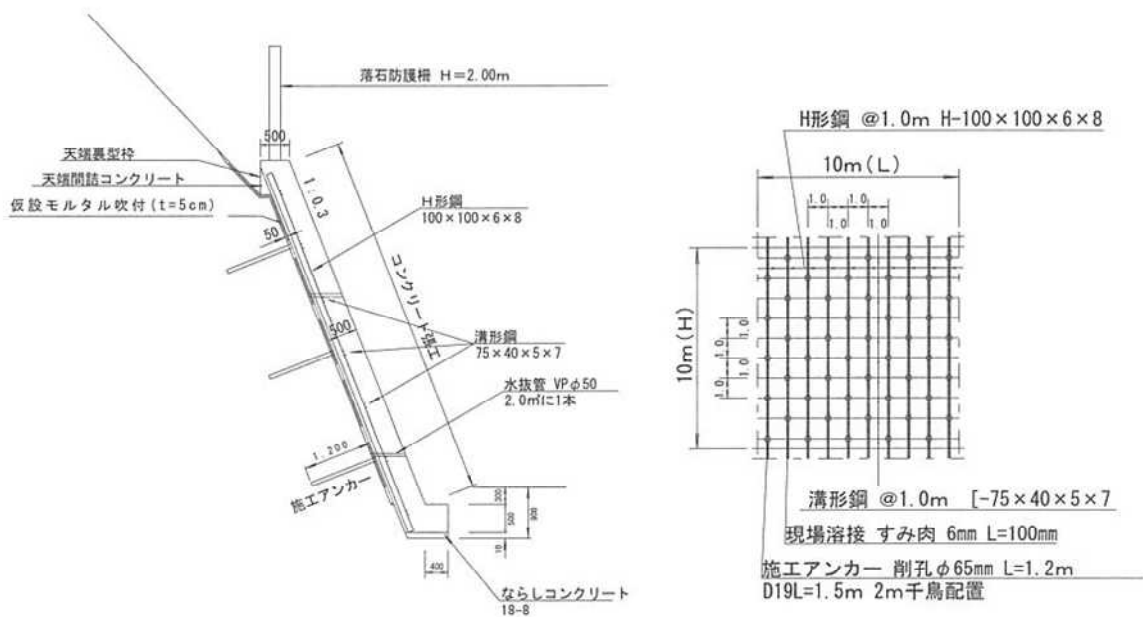 落石防護柵 H=2.00m
500
天端裏型枠
天端間詰コンクリート
仮設モルタル吹付(t=5cm)
50
1:0.3
H形鋼
100×100×6×8
コンクリート張工
500
溝形鋼
75×40×5×7
水抜管 VPφ50
2.0㎡に1本
1,200
施工アンカー
300
500
900
10
400
ならしコンクリート
18-8
H形鋼 @1.0m H-100×100×6×8
10m(L)
1.0 1.0
1.0 1.0
10m(H)
1.0
1.0
1.0
1.0
溝形鋼 @1.0m [-75×40×5×7
現場溶接 すみ肉 6mm L=100mm
施工アンカー 削孔φ65mm L=1.2m
D19L=1.5m 2m千鳥配置